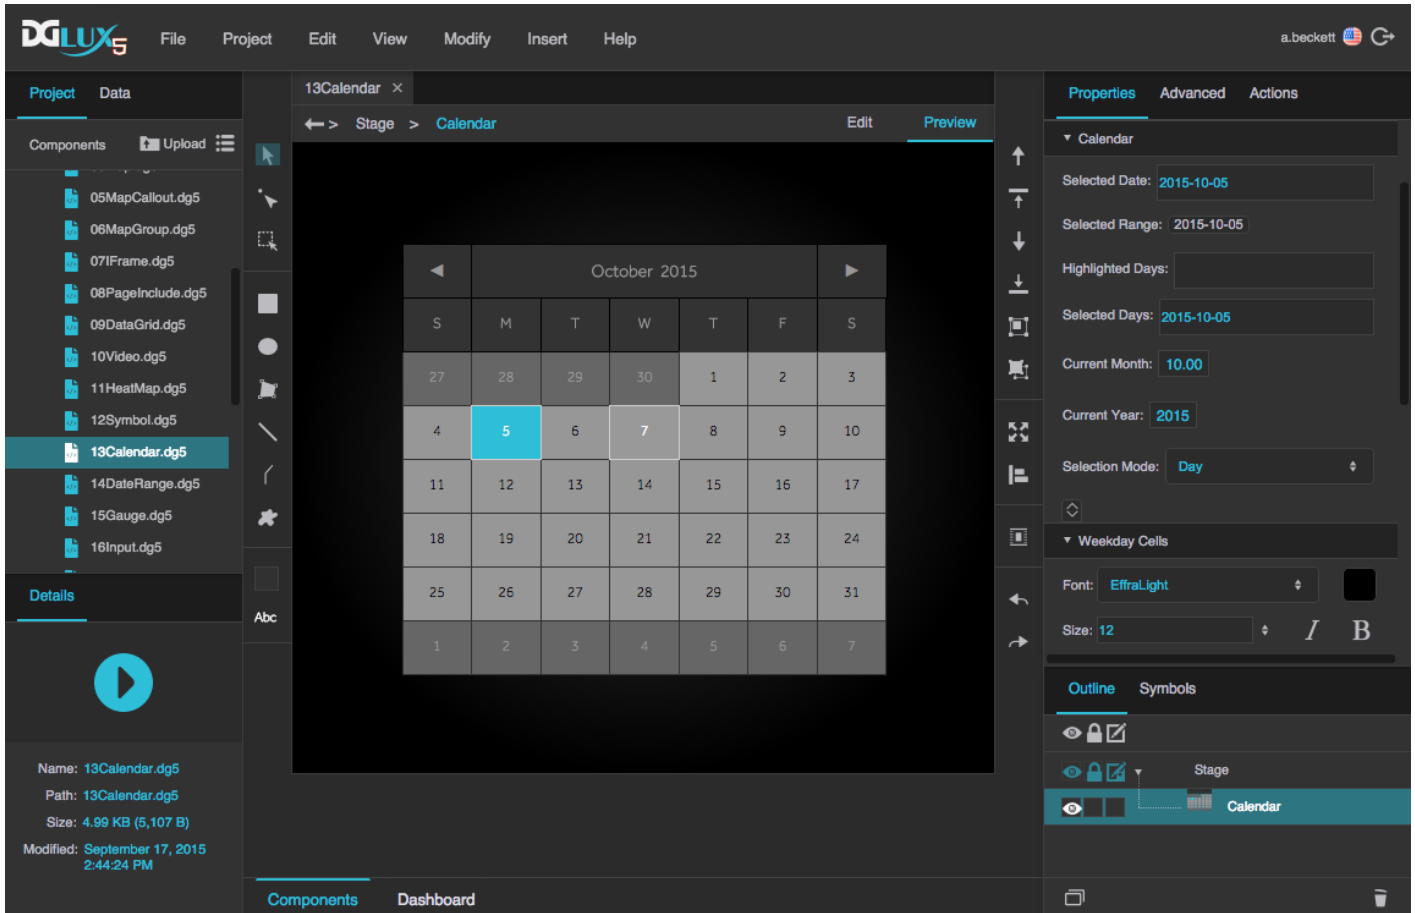 DGLUX5 File Project Edit View Modify Insert Help a.beckett
Project Data
Components Upload
05MapCallout.dg5
06MapGroup.dg5
07IFrame.dg5
08PageInclude.dg5
09DataGrid.dg5
10Video.dg5
11HeatMap.dg5
12Symbol.dg5
13Calendar.dg5
14DateRange.dg5
15Gauge.dg5
16Input.dg5
Details
Name: 13Calendar.dg5
Path: 13Calendar.dg5
Size: 4.99 KB (5,107 B)
Modified: September 17, 2015
2:44:24 PM
Abc
13Calendar ×
> Stage > Calendar Edit Preview
October 2015
S M T W T F S
27 28 29 30 1 2 3
4 5 6 7 8 9 10
11 12 13 14 15 16 17
18 19 20 21 22 23 24
25 26 27 28 29 30 31
1 2 3 4 5 6 7
Components Dashboard
Properties Advanced Actions
Calendar
Selected Date: 2015-10-05
Selected Range: 2015-10-05
Highlighted Days:
Selected Days: 2015-10-05
Current Month: 10.00
Current Year: 2015
Selection Mode: Day
Weekday Cells
Font: EffraLight
Size: 12 I B
Outline Symbols
Stage
Calendar